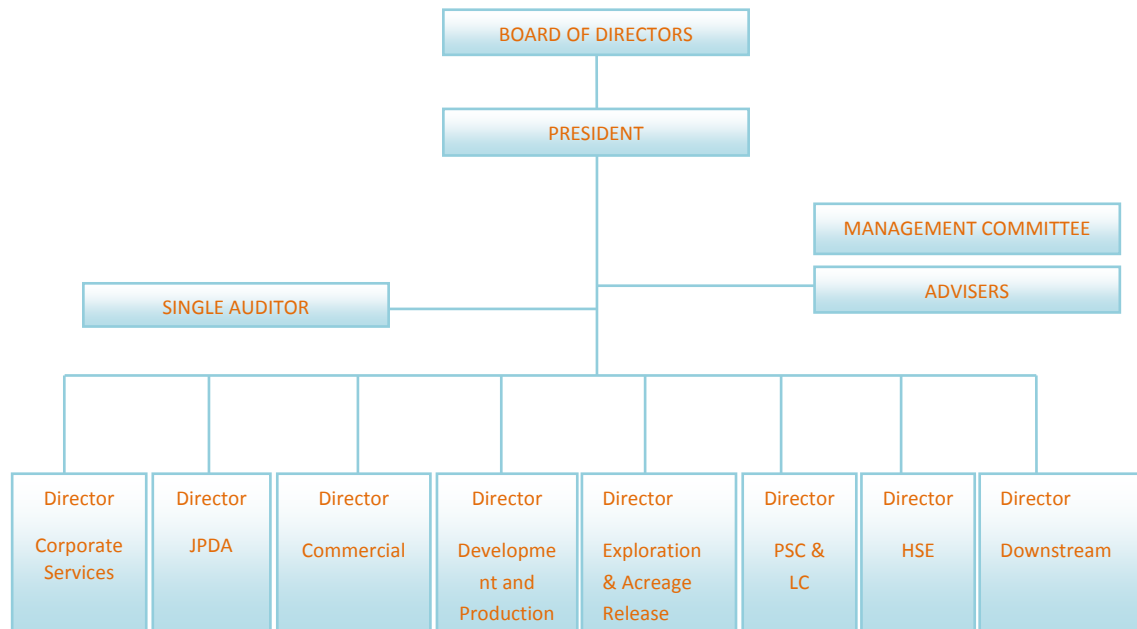 BOARD OF DIRECTORS
PRESIDENT
MANAGEMENT COMMITTEE
ADVISERS
SINGLE AUDITOR
Director
Corporate
Services
Director
JPDA
Director
Commercial
Director
Developme
nt and
Production
Director
Exploration
& Acreage
Release
Director
PSC &
LC
Director
HSE
Director
Downstream